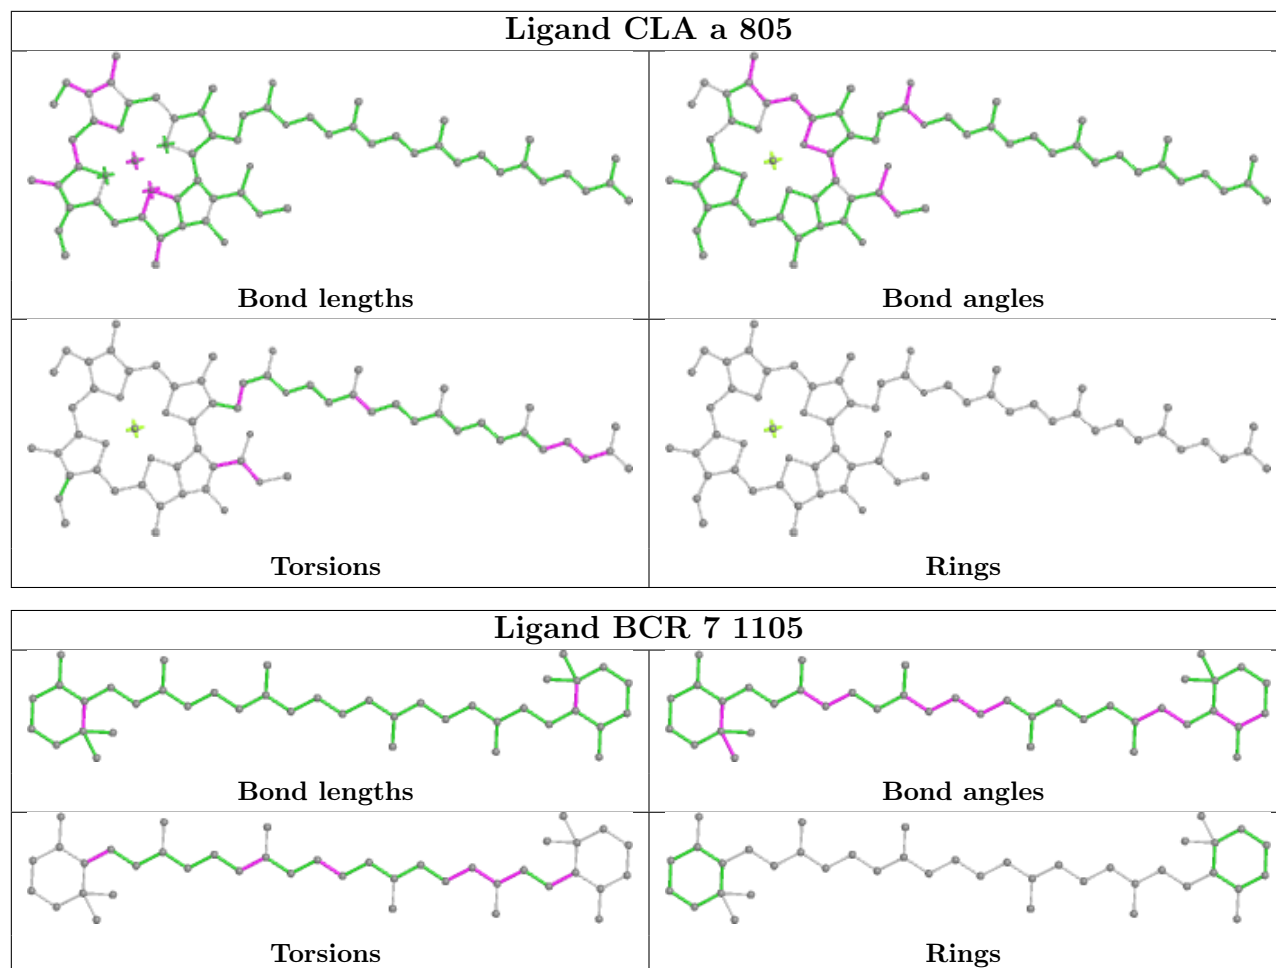 Ligand CLA a 805
Bond lengths
Bond angles
Torsions
Rings
Ligand BCR 7 1105
Bond lengths
Bond angles
Torsions
Rings